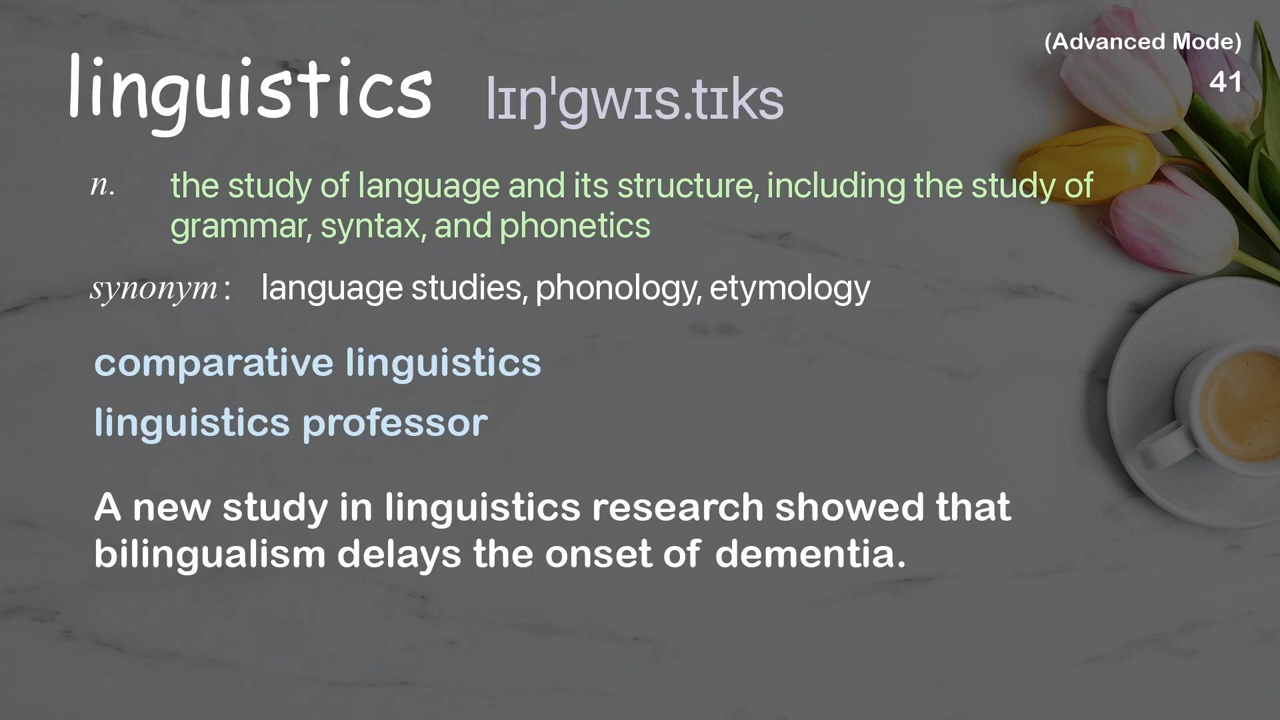 (Advanced Mode)
linguistics lɪŋˈgwɪs.tɪks
41
n. the study of language and its structure, including the study of
grammar, syntax, and phonetics
synonym: language studies, phonology, etymology
comparative linguistics
linguistics professor
A new study in linguistics research showed that
bilingualism delays the onset of dementia.